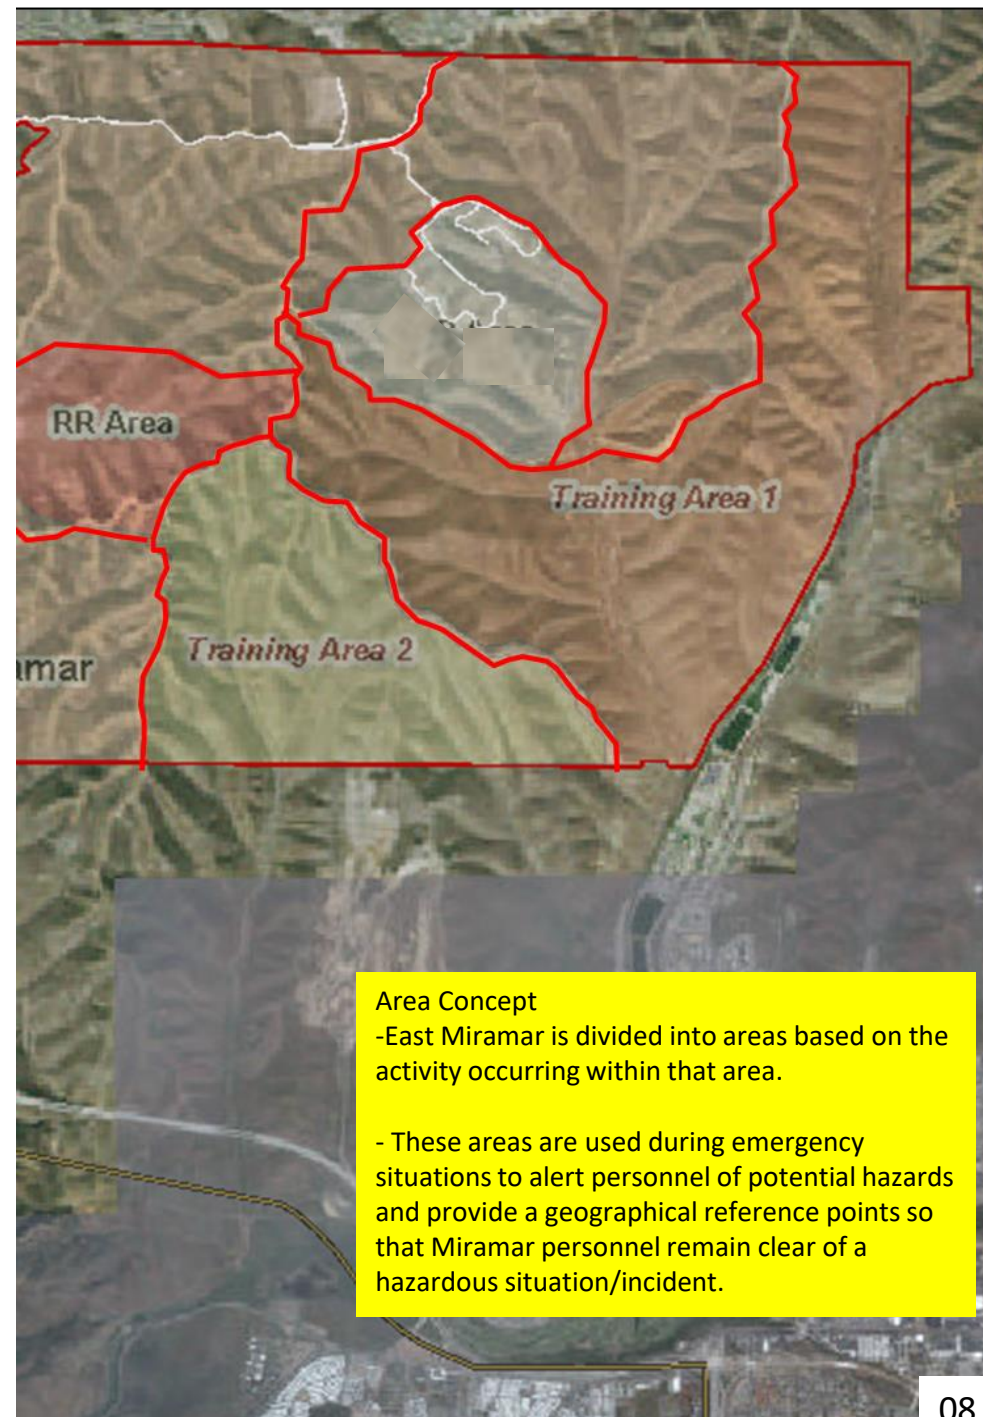 RR Area
Training Area 1
Training Area 2
amar
Area Concept
-East Miramar is divided into areas based on the
activity occurring within that area.
- These areas are used during emergency
situations to alert personnel of potential hazards
and provide a geographical reference points so
that Miramar personnel remain clear of a
hazardous situation/incident.
08